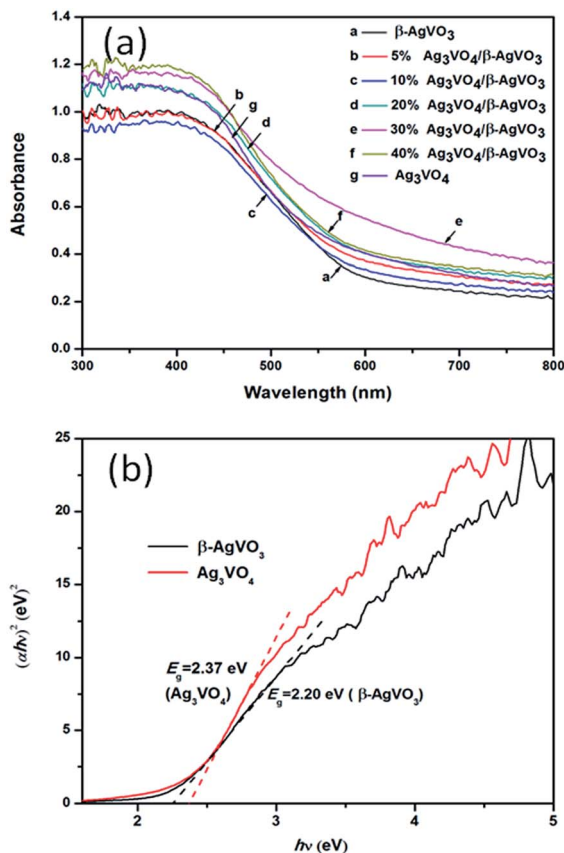 (a)
a β-AgVO₃
b 5% Ag₃VO₄/β-AgVO₃
c 10% Ag₃VO₄/β-AgVO₃
d 20% Ag₃VO₄/β-AgVO₃
e 30% Ag₃VO₄/β-AgVO₃
f 40% Ag₃VO₄/β-AgVO₃
g Ag₃VO₄
b
g
d
c
f
e
a
1.4
1.2
1.0
0.8
0.6
0.4
0.2
0.0
Absorbance
300 400 500 600 700 800
Wavelength (nm)
(b)
β-AgVO₃
Ag₃VO₄
Eg=2.37 eV
(Ag₃VO₄)
Eg=2.20 eV ( β-AgVO₃)
25
20
15
10
5
0
(αhν)² (eV)²
2 3 4 5
hν (eV)